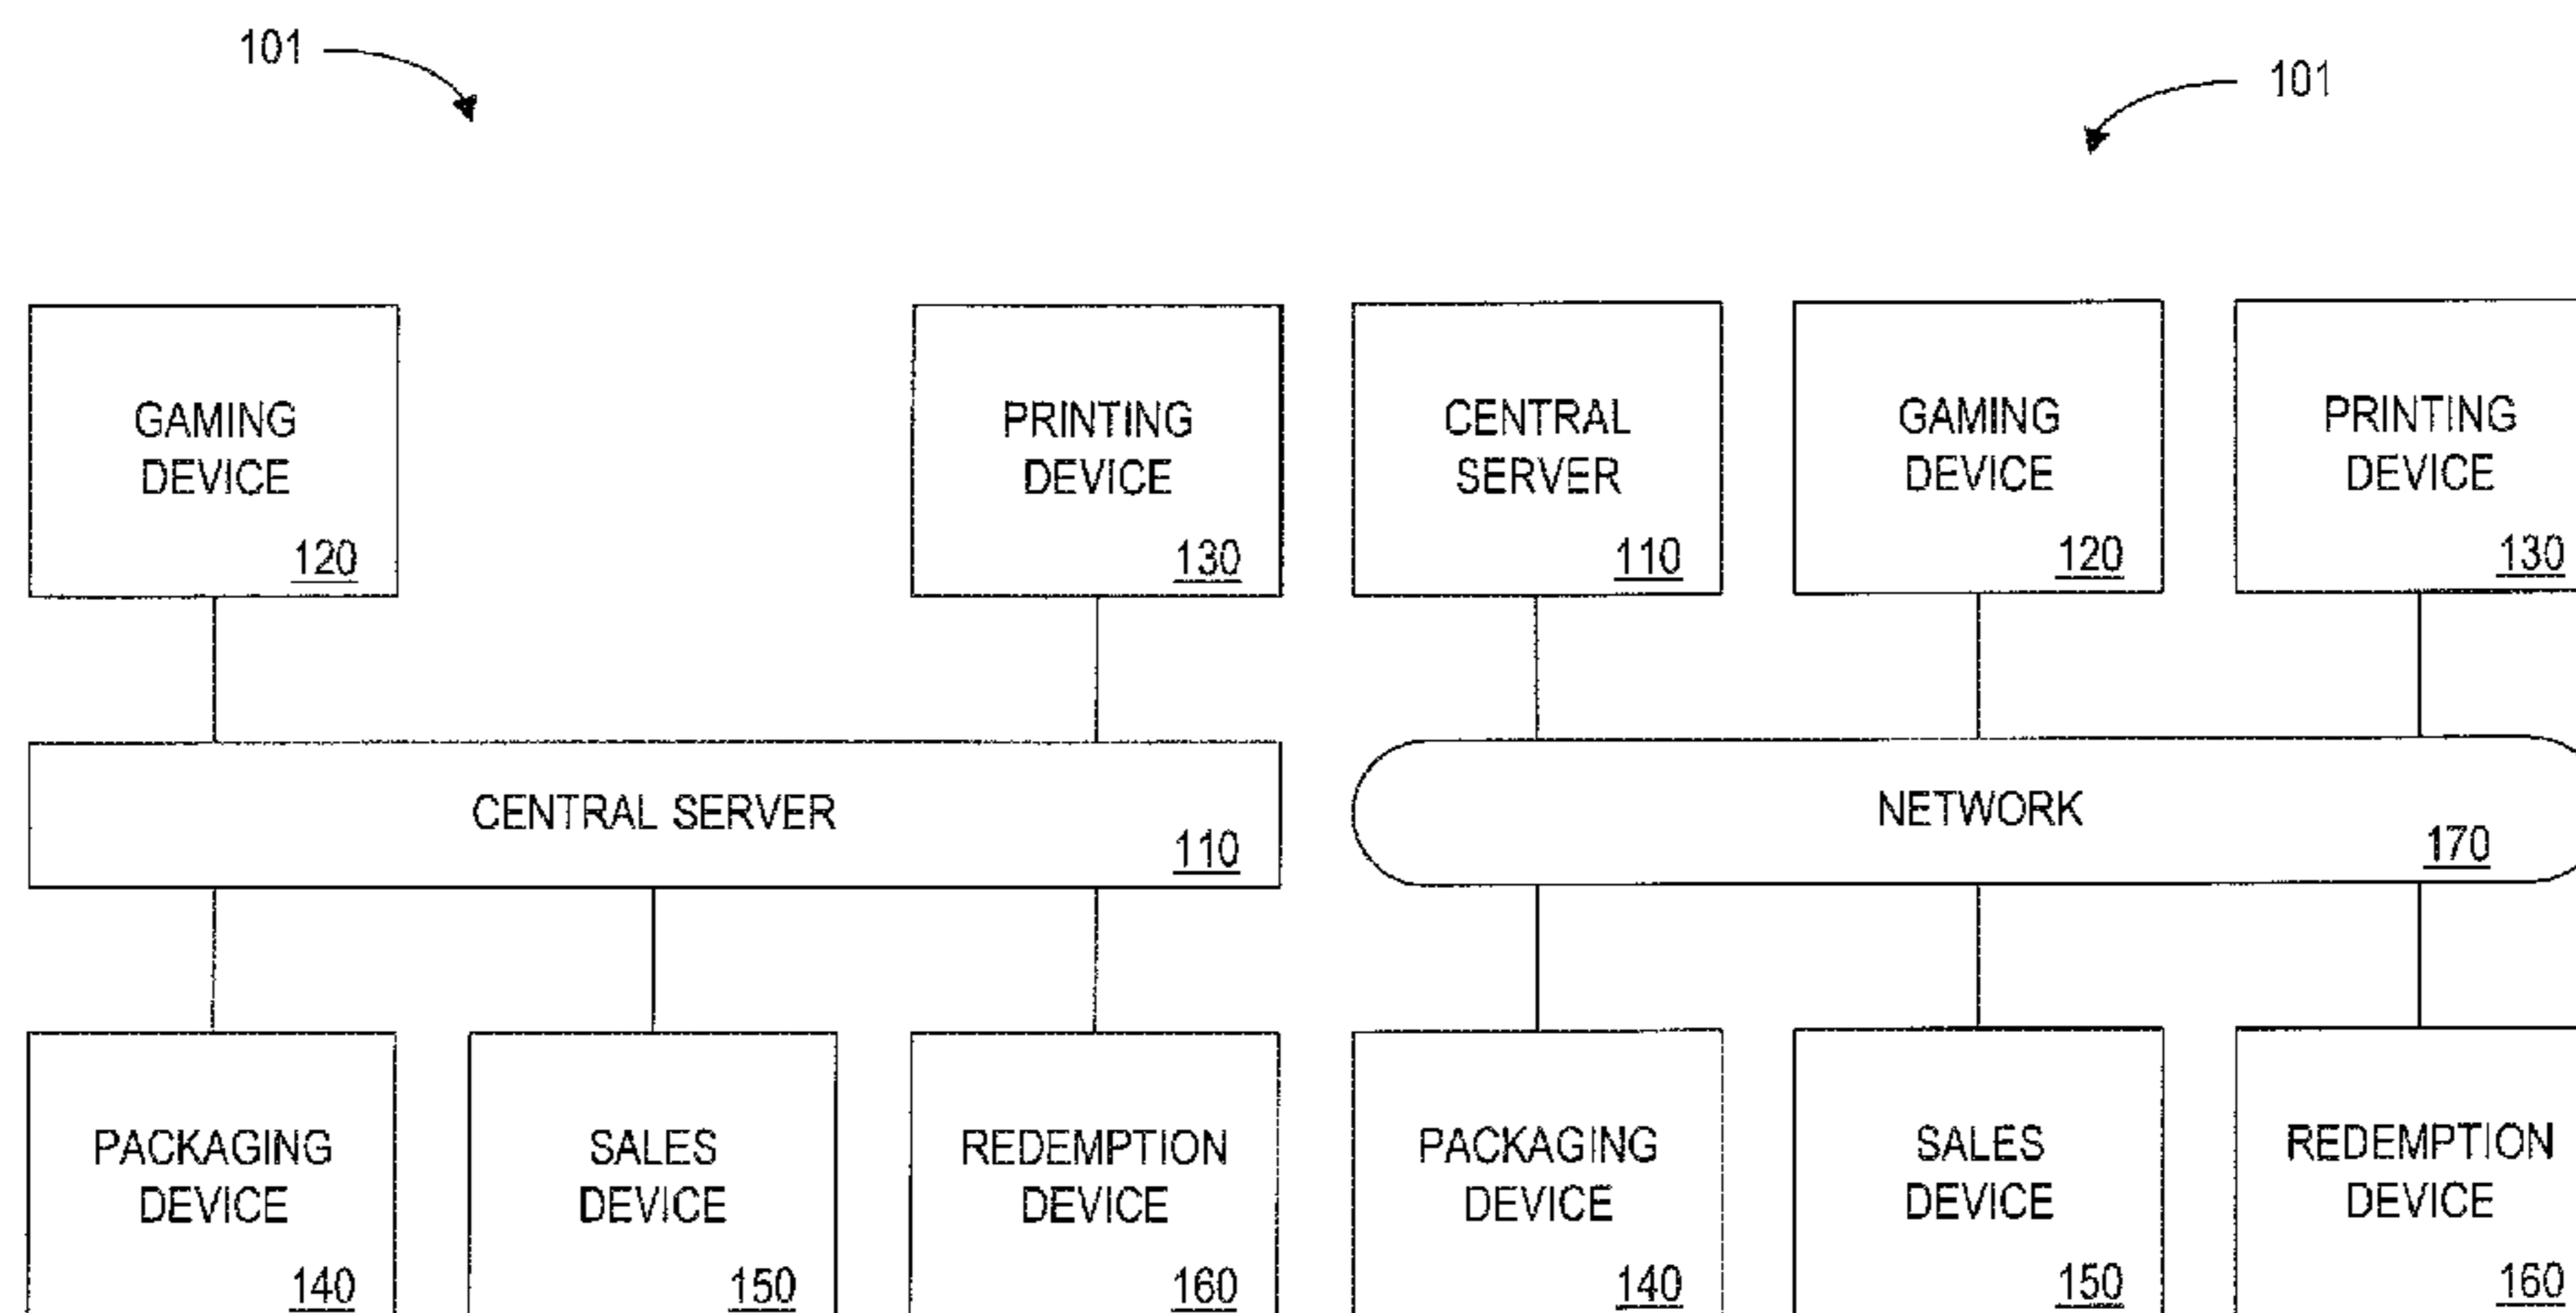 101
GAMING
DEVICE
120
PRINTING
DEVICE
130
CENTRAL SERVER
110
PACKAGING
DEVICE
140
SALES
DEVICE
150
REDEMPTION
DEVICE
160
101
CENTRAL
SERVER
110
GAMING
DEVICE
120
PRINTING
DEVICE
130
NETWORK
170
PACKAGING
DEVICE
140
SALES
DEVICE
150
REDEMPTION
DEVICE
160